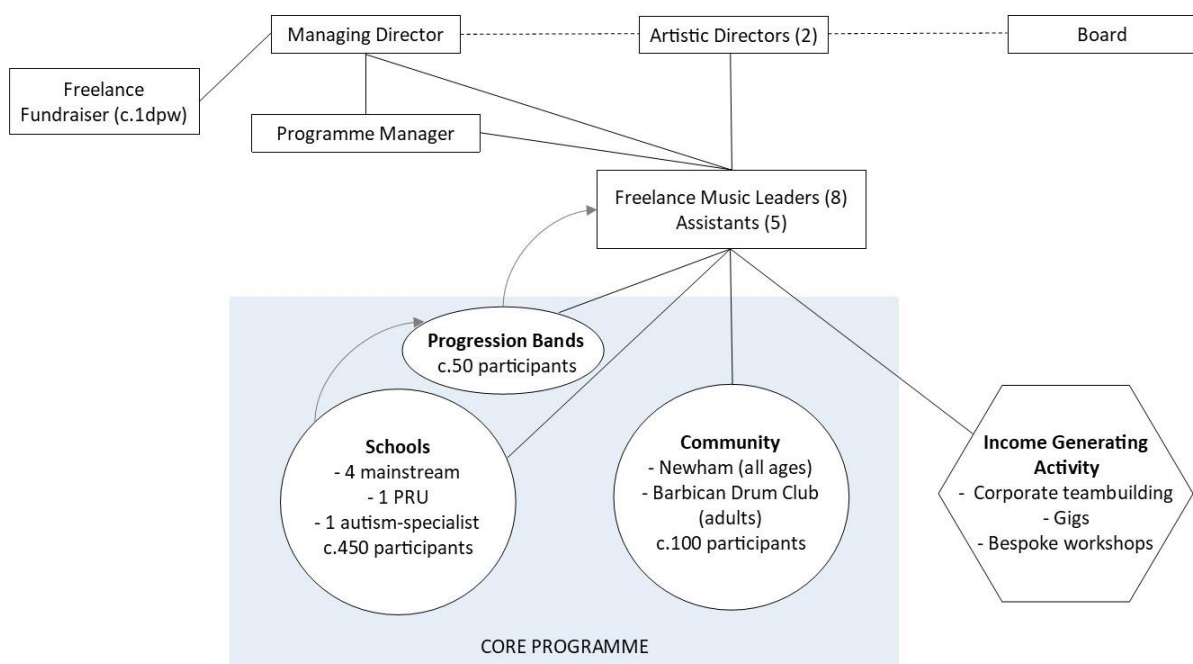 Managing Director
Artistic Directors (2)
Board
Freelance
Fundraiser (c.1dpw)
Programme Manager
Freelance Music Leaders (8)
Assistants (5)
Progression Bands
c.50 participants
Schools
- 4 mainstream
- 1 PRU
- 1 autism-specialist
c.450 participants
Community
- Newham (all ages)
- Barbican Drum Club
(adults)
c.100 participants
Income Generating
Activity
- Corporate teambuilding
- Gigs
- Bespoke workshops
CORE PROGRAMME